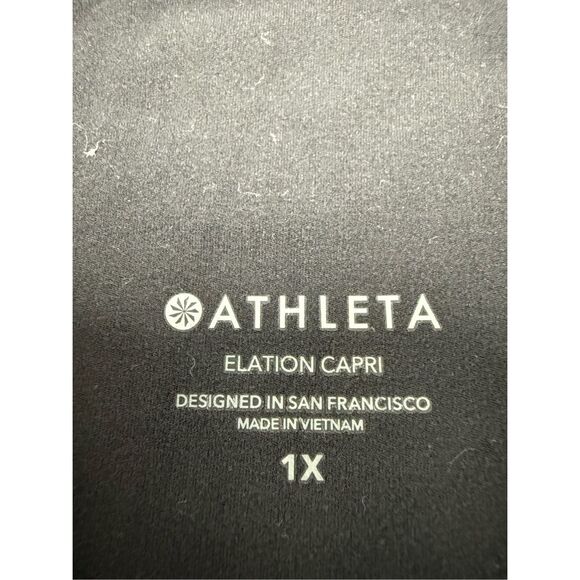 ATHLETA
ELATION CAPRI
DESIGNED IN SAN FRANCISCO
MADE IN VIETNAM
1X